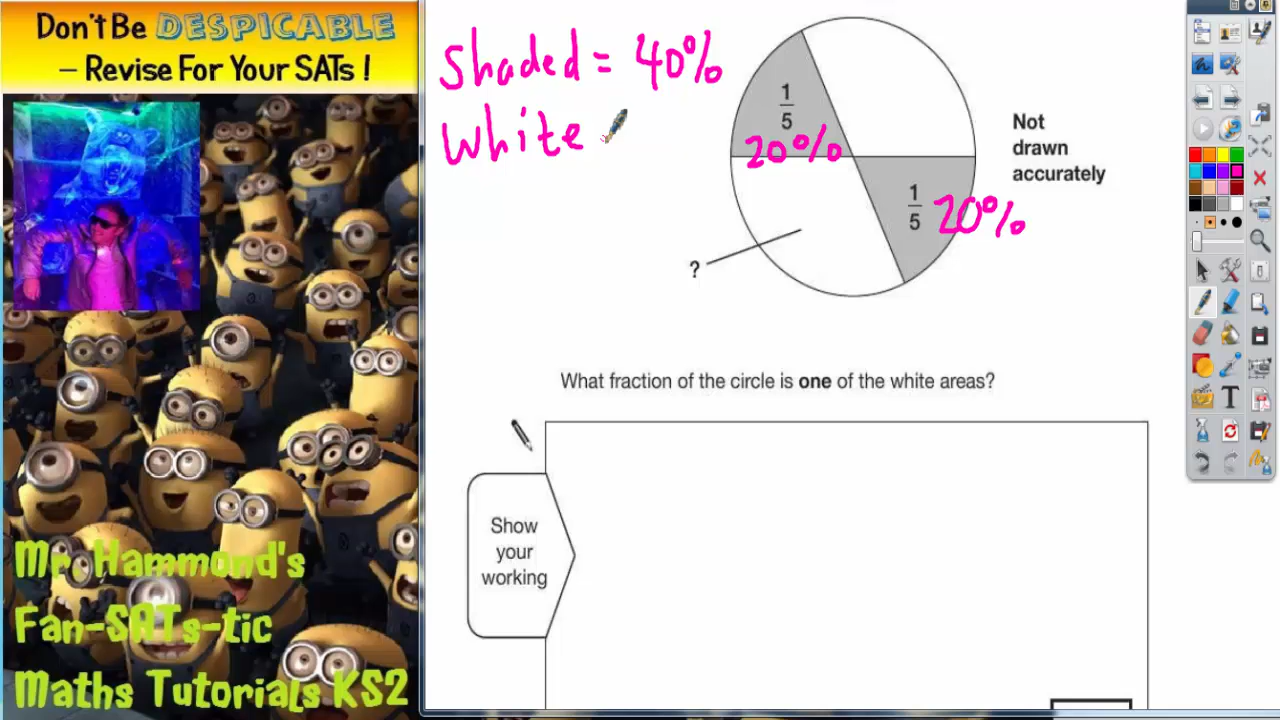 Don't Be DESPICABLE
– Revise For Your SATs !
Shaded = 40%
White
1
5
20%
1
5
20%
Not
drawn
accurately
?
What fraction of the circle is one of the white areas?
Show
your
working
Mr. Hammond's
Fan-SATs-tic
Maths Tutorials KS2